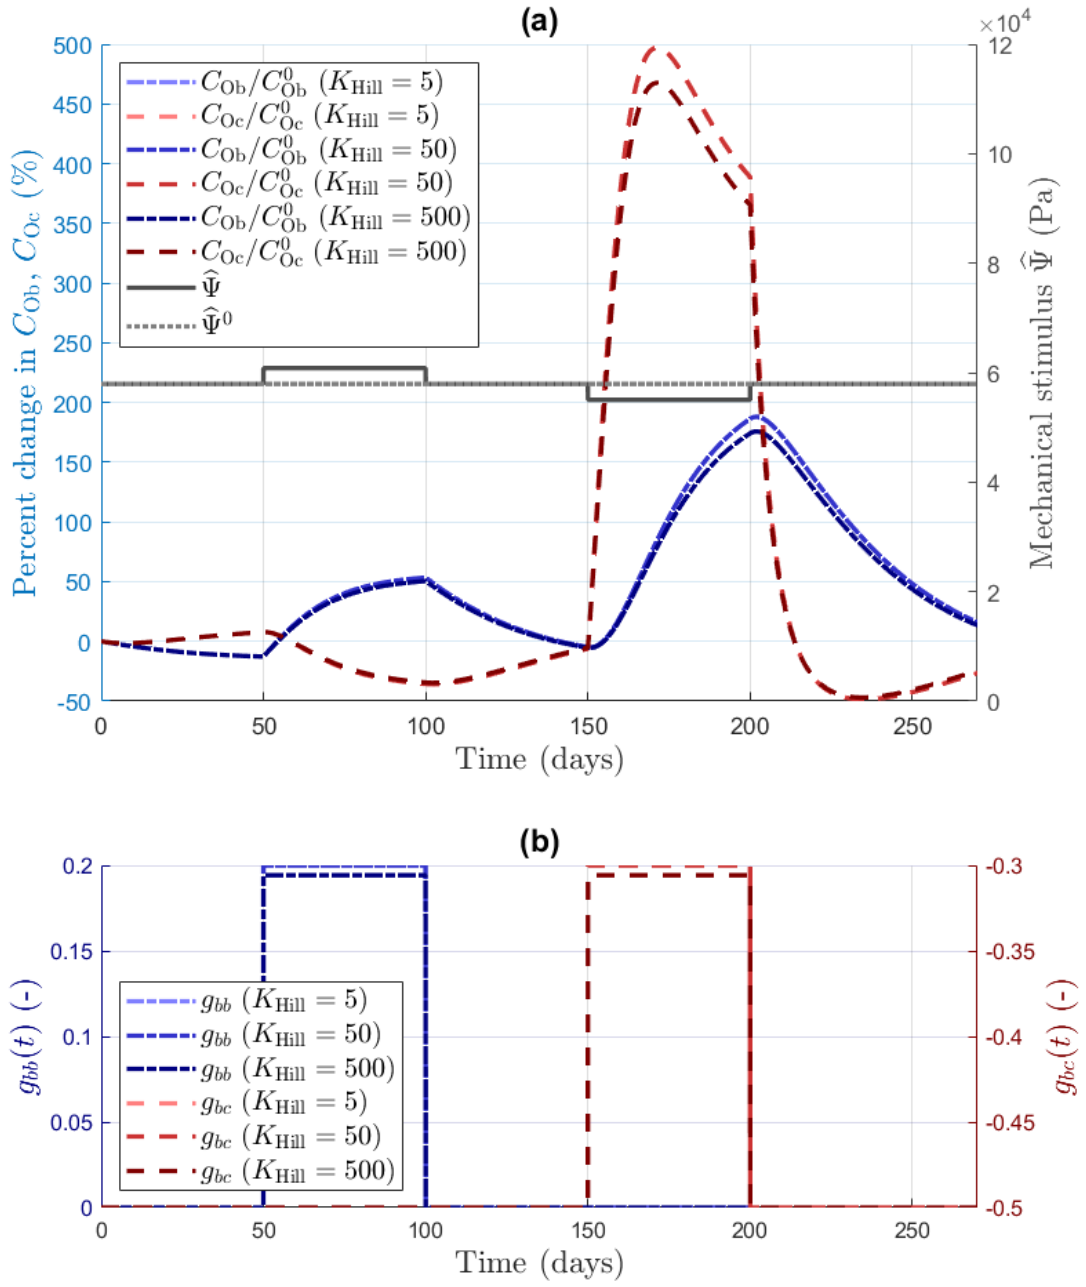 (a)
×10⁴
500
450
400
350
300
250
200
150
100
50
0
-50
Percent change in C_Ob, C_Oc (%)
C_Ob/C⁰_Ob (K_Hill = 5)
C_Oc/C⁰_Oc (K_Hill = 5)
C_Ob/C⁰_Ob (K_Hill = 50)
C_Oc/C⁰_Oc (K_Hill = 50)
C_Ob/C⁰_Ob (K_Hill = 500)
C_Oc/C⁰_Oc (K_Hill = 500)
Ψ̂
Ψ̂⁰
12
10
8
6
4
2
0
Mechanical stimulus Ψ̂ (Pa)
0 50 100 150 200 250
Time (days)
(b)
0.2
0.15
0.1
0.05
0
g_bb(t) (-)
g_bb (K_Hill = 5)
g_bb (K_Hill = 50)
g_bb (K_Hill = 500)
g_bc (K_Hill = 5)
g_bc (K_Hill = 50)
g_bc (K_Hill = 500)
-0.3
-0.35
-0.4
-0.45
-0.5
g_bc(t) (-)
0 50 100 150 200 250
Time (days)